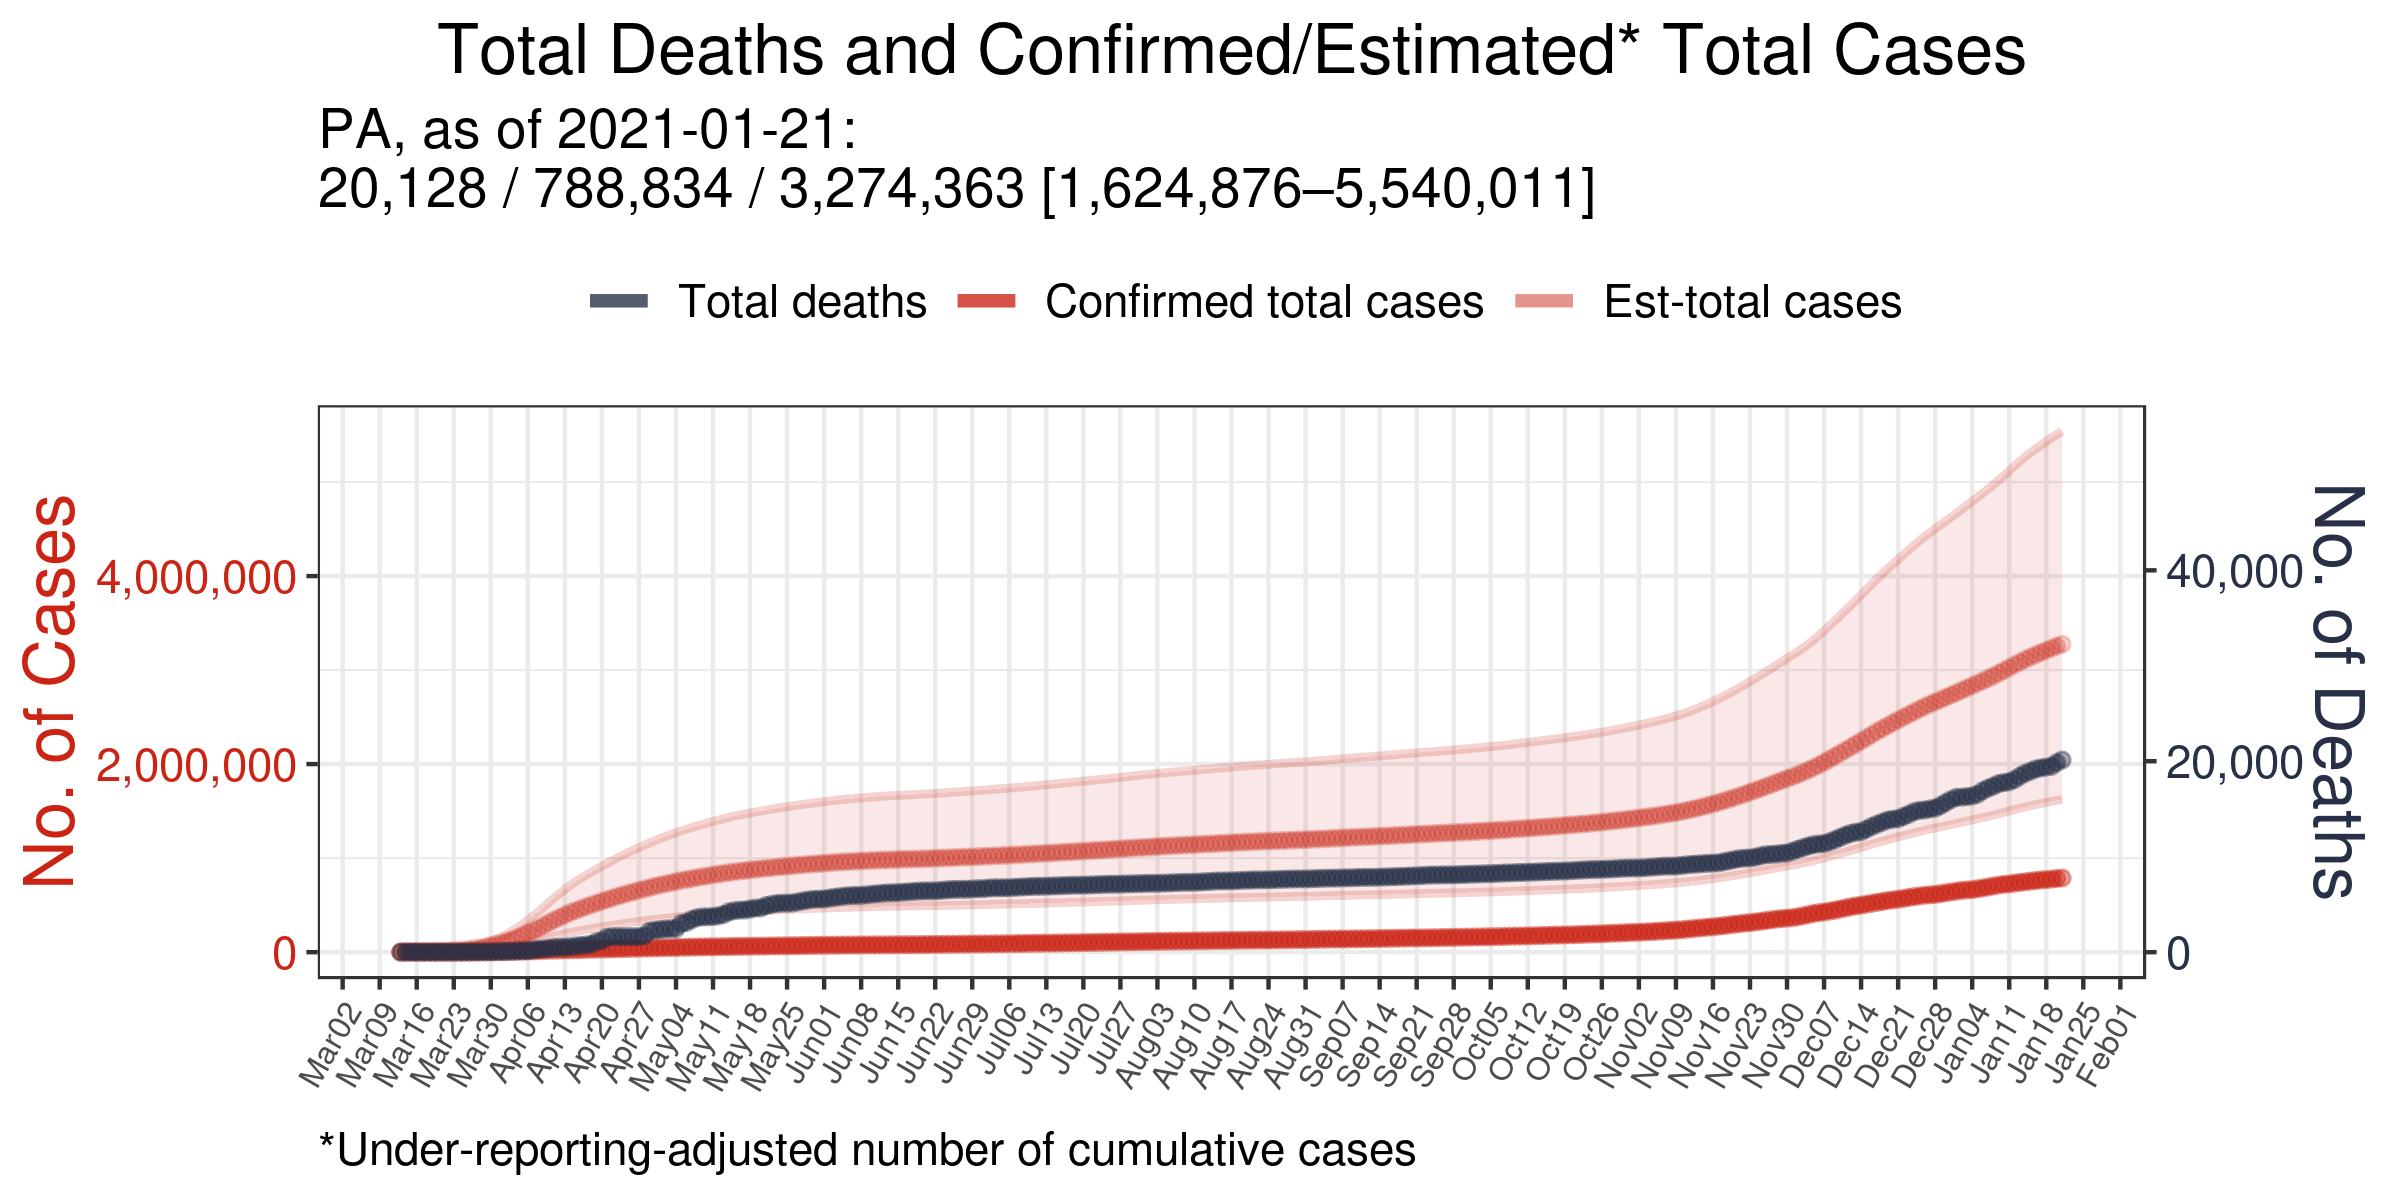 Total Deaths and Confirmed/Estimated* Total Cases
PA, as of 2021-01-21:
20,128 / 788,834 / 3,274,363 [1,624,876–5,540,011]
Total deaths
Confirmed total cases
Est-total cases
No. of Cases
4,000,000
2,000,000
0
40,000
20,000
0
No. of Deaths
Mar02
Mar09
Mar16
Mar23
Mar30
Apr06
Apr13
Apr20
Apr27
May04
May11
May18
May25
Jun01
Jun08
Jun15
Jun22
Jun29
Jul06
Jul13
Jul20
Jul27
Aug03
Aug10
Aug17
Aug24
Aug31
Sep07
Sep14
Sep21
Sep28
Oct05
Oct12
Oct19
Oct26
Nov02
Nov09
Nov16
Nov23
Nov30
Dec07
Dec14
Dec21
Dec28
Jan04
Jan11
Jan18
Jan25
Feb01
*Under-reporting-adjusted number of cumulative cases